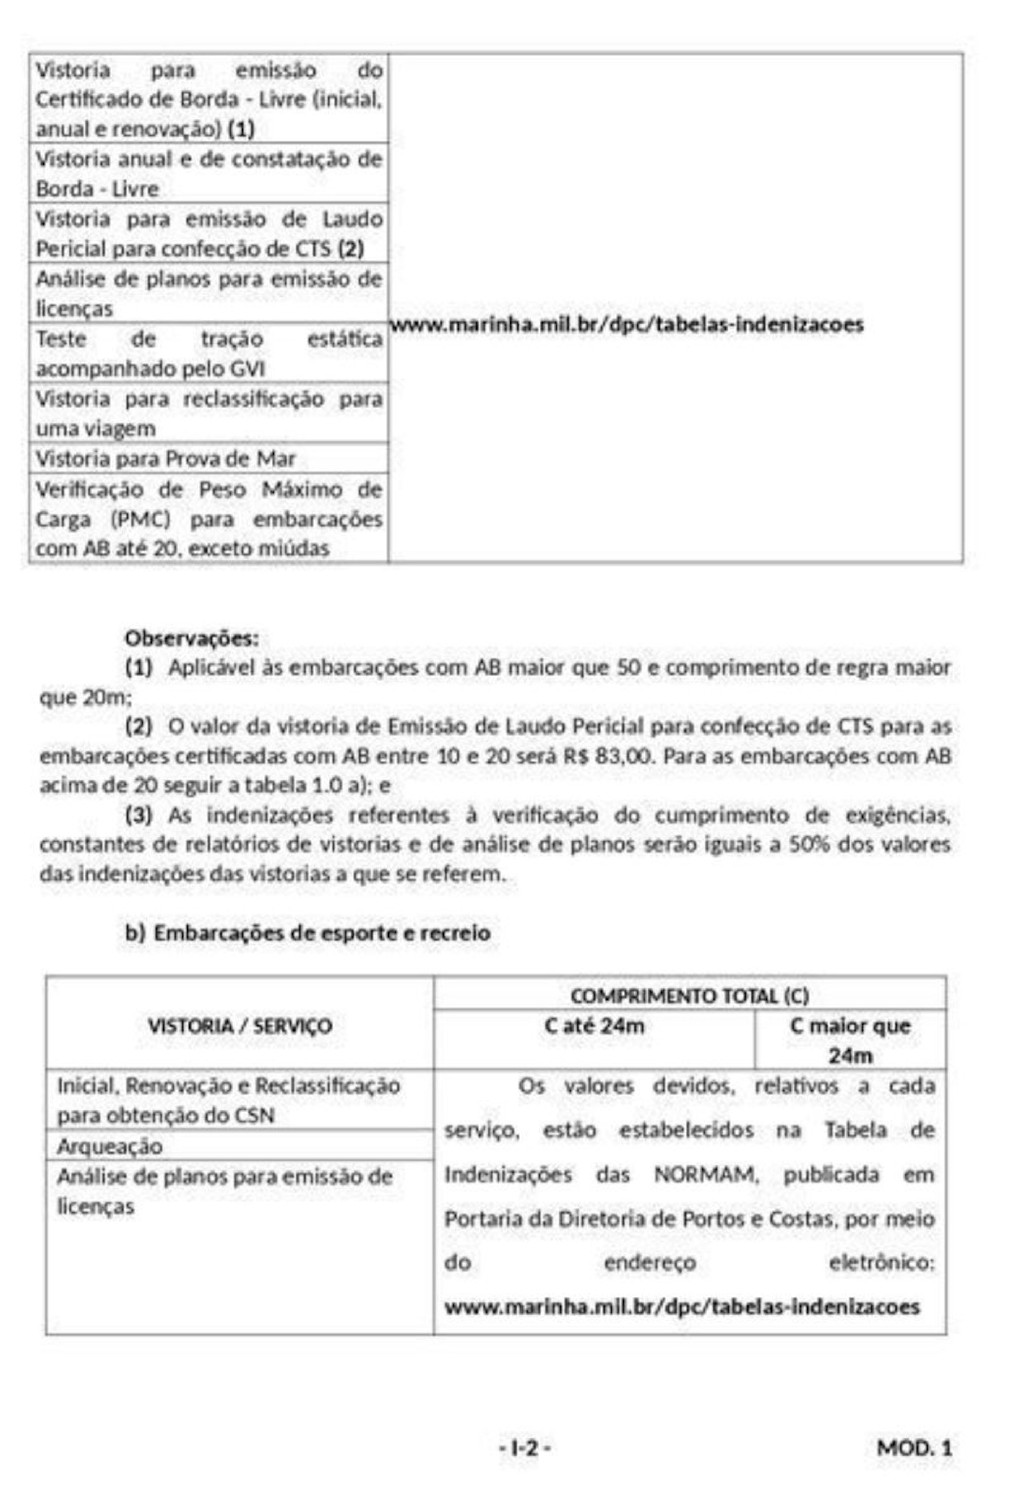 Vistoria para emissão do
Certificado de Borda - Livre (inicial,
anual e renovação) (1)
Vistoria anual e de constatação de
Borda - Livre
Vistoria para emissão de Laudo
Pericial para confecção de CTS (2)
Análise de planos para emissão de
licenças
Teste de tração estática
acompanhado pelo GVI
Vistoria para reclassificação para
uma viagem
Vistoria para Prova de Mar
Verificação de Peso Máximo de
Carga (PMC) para embarcações
com AB até 20, exceto miúdas
www.marinha.mil.br/dpc/tabelas-indenizacoes
Observações:
(1) Aplicável às embarcações com AB maior que 50 e comprimento de regra maior
que 20m;
(2) O valor da vistoria de Emissão de Laudo Pericial para confecção de CTS para as
embarcações certificadas com AB entre 10 e 20 será R$ 83,00. Para as embarcações com AB
acima de 20 seguir a tabela 1.0 a); e
(3) As indenizações referentes à verificação do cumprimento de exigências,
constantes de relatórios de vistorias e de análise de planos serão iguais a 50% dos valores
das indenizações das vistorias a que se referem.
b) Embarcações de esporte e recreio
VISTORIA / SERVIÇO
COMPRIMENTO TOTAL (C)
C até 24m
C maior que
24m
Inicial, Renovação e Reclassificação
para obtenção do CSN
Arqueação
Análise de planos para emissão de
licenças
Os valores devidos, relativos a cada
serviço, estão estabelecidos na Tabela de
Indenizações das NORMAM, publicada em
Portaria da Diretoria de Portos e Costas, por meio
do endereço eletrônico:
www.marinha.mil.br/dpc/tabelas-indenizacoes
- I-2 -
MOD. 1